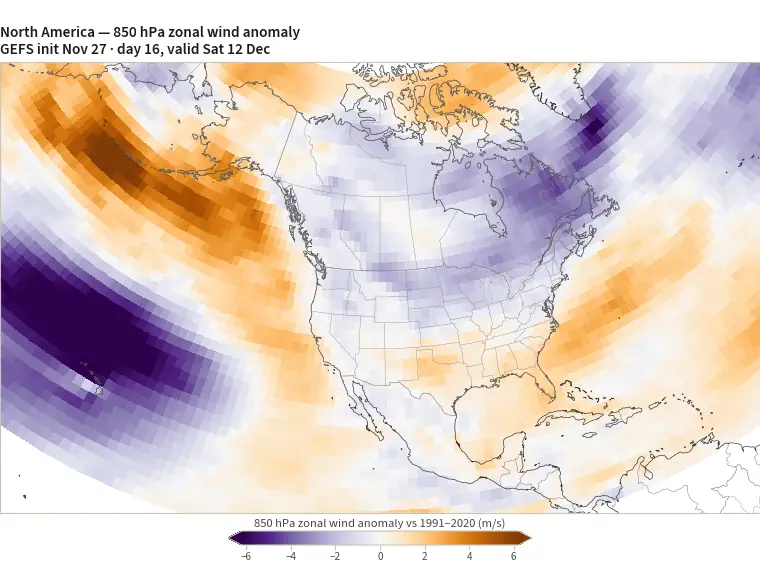 North America — 850 hPa zonal wind anomaly
GEFS init Nov 27 · day 16, valid Sat 12 Dec
850 hPa zonal wind anomaly vs 1991–2020 (m/s)
−6 −4 −2 0 2 4 6